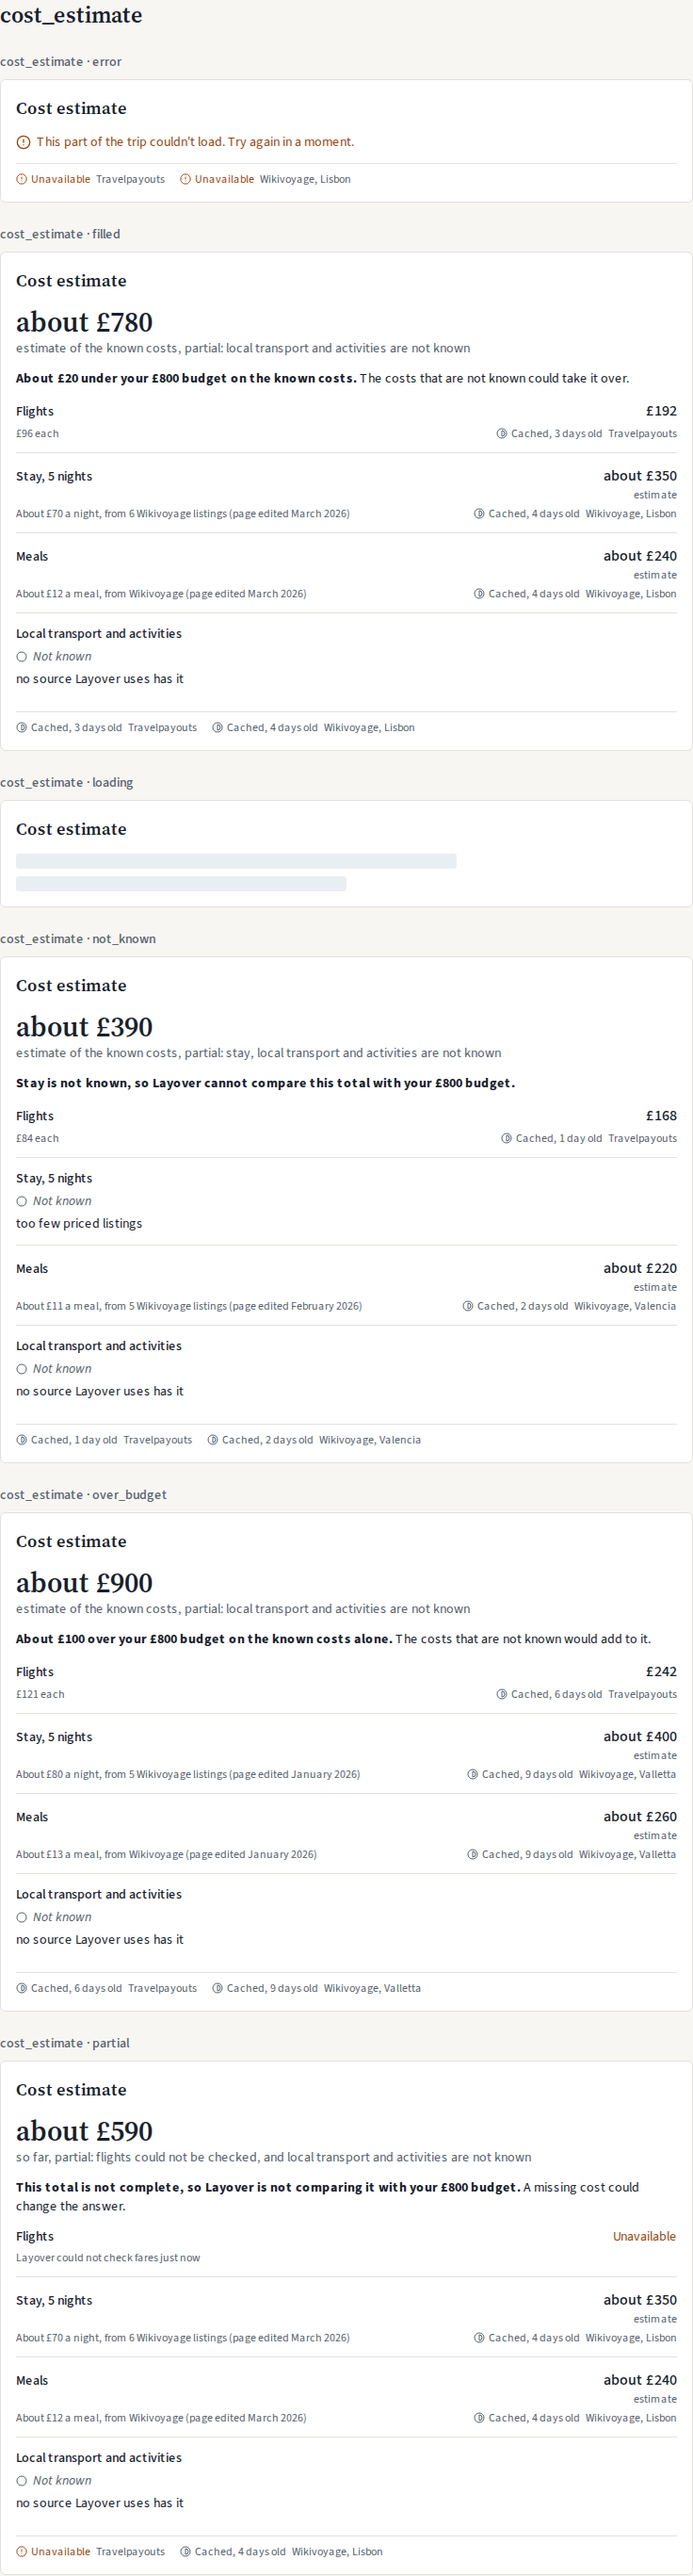 cost_estimate
cost_estimate · error
Cost estimate
This part of the trip couldn't load. Try again in a moment.
Unavailable Travelpayouts Unavailable Wikivoyage, Lisbon
cost_estimate · filled
Cost estimate
about £780
estimate of the known costs, partial: local transport and activities are not known
About £20 under your £800 budget on the known costs. The costs that are not known could take it over.
Flights £192
£96 each Cached, 3 days old Travelpayouts
Stay, 5 nights about £350
estimate
About £70 a night, from 6 Wikivoyage listings (page edited March 2026) Cached, 4 days old Wikivoyage, Lisbon
Meals about £240
estimate
About £12 a meal, from Wikivoyage (page edited March 2026) Cached, 4 days old Wikivoyage, Lisbon
Local transport and activities
Not known
no source Layover uses has it
Cached, 3 days old Travelpayouts Cached, 4 days old Wikivoyage, Lisbon
cost_estimate · loading
Cost estimate
cost_estimate · not_known
Cost estimate
about £390
estimate of the known costs, partial: stay, local transport and activities are not known
Stay is not known, so Layover cannot compare this total with your £800 budget.
Flights £168
£84 each Cached, 1 day old Travelpayouts
Stay, 5 nights
Not known
too few priced listings
Meals about £220
estimate
About £11 a meal, from 5 Wikivoyage listings (page edited February 2026) Cached, 2 days old Wikivoyage, Valencia
Local transport and activities
Not known
no source Layover uses has it
Cached, 1 day old Travelpayouts Cached, 2 days old Wikivoyage, Valencia
cost_estimate · over_budget
Cost estimate
about £900
estimate of the known costs, partial: local transport and activities are not known
About £100 over your £800 budget on the known costs alone. The costs that are not known would add to it.
Flights £242
£121 each Cached, 6 days old Travelpayouts
Stay, 5 nights about £400
estimate
About £80 a night, from 5 Wikivoyage listings (page edited January 2026) Cached, 9 days old Wikivoyage, Valletta
Meals about £260
estimate
About £13 a meal, from Wikivoyage (page edited January 2026) Cached, 9 days old Wikivoyage, Valletta
Local transport and activities
Not known
no source Layover uses has it
Cached, 6 days old Travelpayouts Cached, 9 days old Wikivoyage, Valletta
cost_estimate · partial
Cost estimate
about £590
so far, partial: flights could not be checked, and local transport and activities are not known
This total is not complete, so Layover is not comparing it with your £800 budget. A missing cost could
change the answer.
Flights Unavailable
Layover could not check fares just now
Stay, 5 nights about £350
estimate
About £70 a night, from 6 Wikivoyage listings (page edited March 2026) Cached, 4 days old Wikivoyage, Lisbon
Meals about £240
estimate
About £12 a meal, from Wikivoyage (page edited March 2026) Cached, 4 days old Wikivoyage, Lisbon
Local transport and activities
Not known
no source Layover uses has it
Unavailable Travelpayouts Cached, 4 days old Wikivoyage, Lisbon